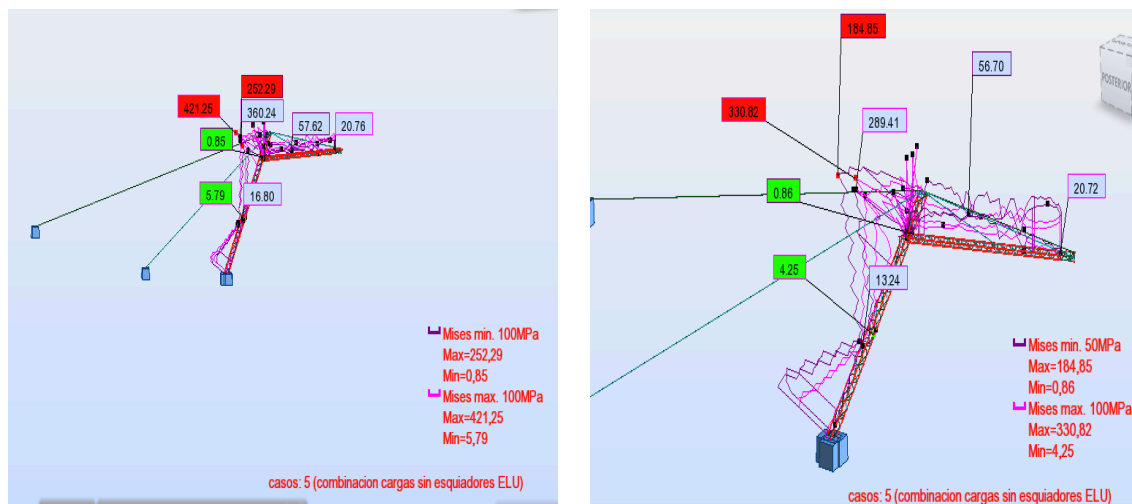 252.29
421.25
360.24
0.85
57.62
20.76
5.79
16.80
Mises min. 100MPa
Max=252,29
Min=0,85
Mises max. 100MPa
Max=421,25
Min=5,79
casos: 5 (combinacion cargas sin esquiadores ELU)
184.85
56.70
POSTERIOR
330.82
289.41
0.86
20.72
4.25
13.24
Mises min. 50MPa
Max=184,85
Min=0,86
Mises max. 100MPa
Max=330,82
Min=4,25
casos: 5 (combinacion cargas sin esquiadores ELU)